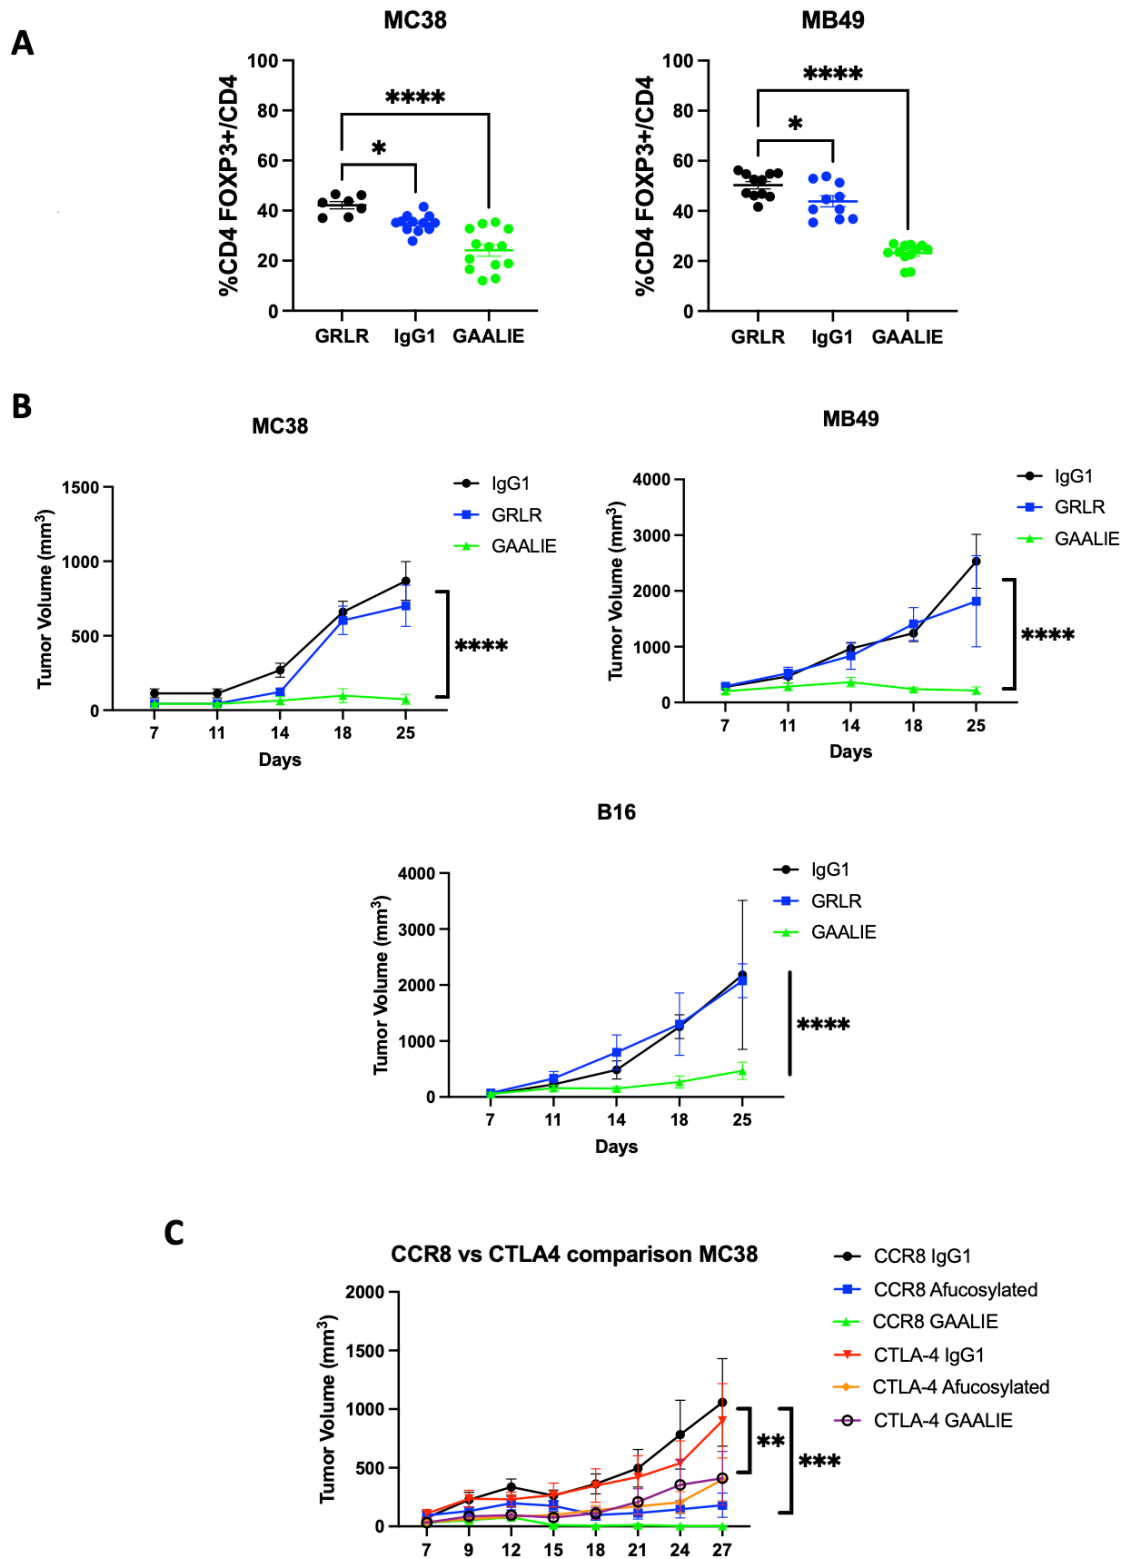 A
MC38
MB49
%CD4 FOXP3+/CD4
100
80
60
40
20
0
****
*
GRLR IgG1 GAALIE
%CD4 FOXP3+/CD4
100
80
60
40
20
0
****
*
GRLR IgG1 GAALIE
B
MC38
Tumor Volume (mm³)
1500
1000
500
0
7 11 14 18 25
Days
IgG1
GRLR
GAALIE
****
MB49
Tumor Volume (mm³)
4000
3000
2000
1000
0
7 11 14 18 25
Days
IgG1
GRLR
GAALIE
****
B16
Tumor Volume (mm³)
4000
3000
2000
1000
0
7 11 14 18 25
Days
IgG1
GRLR
GAALIE
****
C
CCR8 vs CTLA4 comparison MC38
Tumor Volume (mm³)
2000
1500
1000
500
0
7 9 12 15 18 21 24 27
CCR8 IgG1
CCR8 Afucosylated
CCR8 GAALIE
CTLA-4 IgG1
CTLA-4 Afucosylated
CTLA-4 GAALIE
**
***